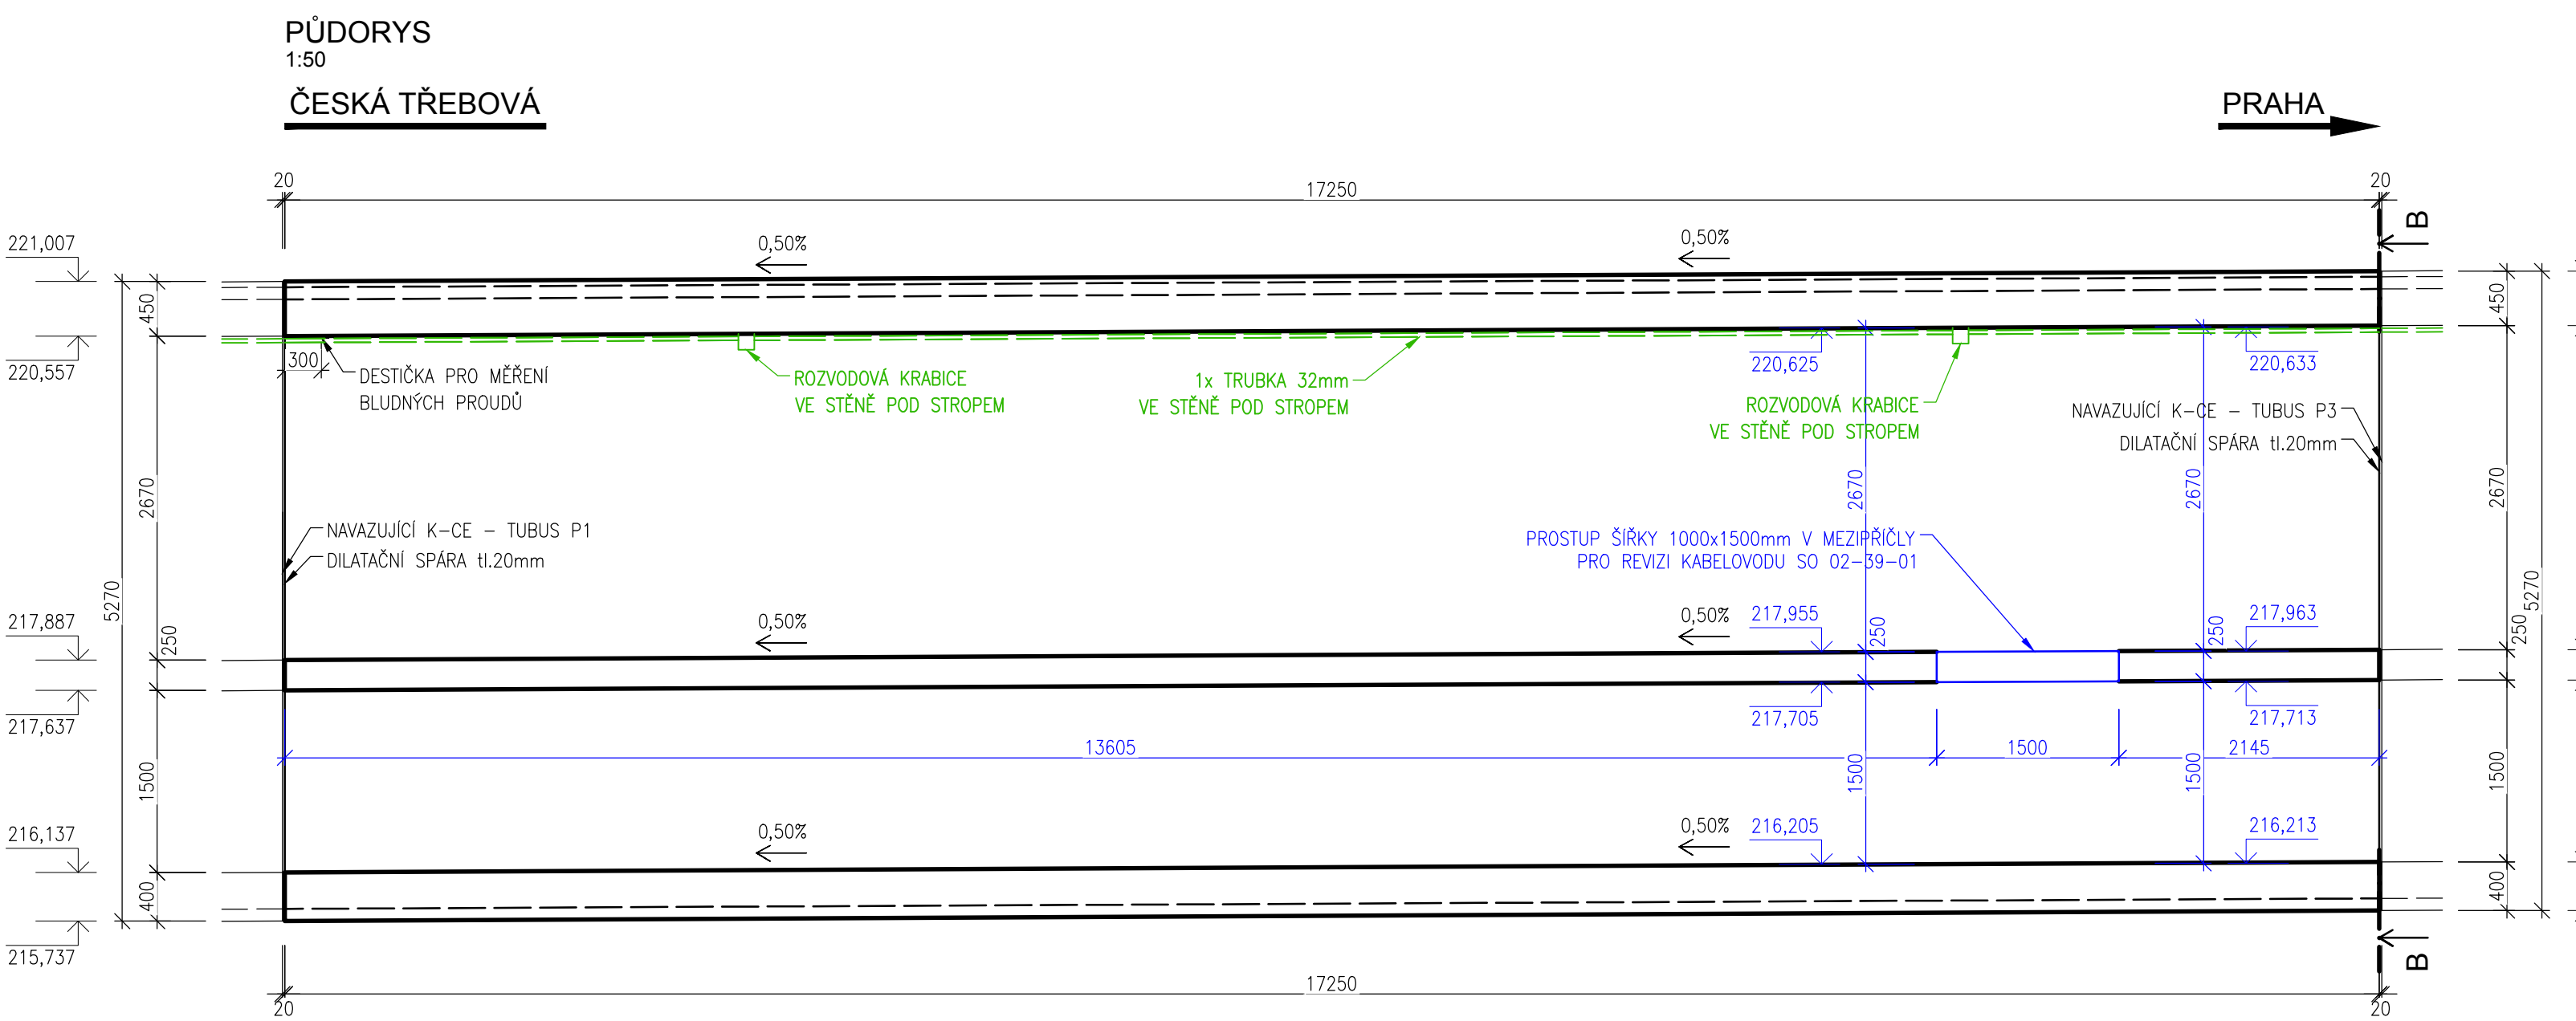 PŮDORYS
1:50
ČESKÁ TŘEBOVÁ
PRAHA
20
17250
20
B
221,007
0,50%
0,50%
450
450
220,557
300
DESTIČKA PRO MĚŘENÍ
BLUDNÝCH PROUDŮ
ROZVODOVÁ KRABICE
VE STĚNĚ POD STROPEM
1x TRUBKA 32mm
VE STĚNĚ POD STROPEM
220,625
220,633
ROZVODOVÁ KRABICE
VE STĚNĚ POD STROPEM
NAVAZUJÍCÍ K-CE - TUBUS P3
DILATAČNÍ SPÁRA tl.20mm
2670
2670
2670
2670
NAVAZUJÍCÍ K-CE - TUBUS P1
DILATAČNÍ SPÁRA tl.20mm
PROSTUP ŠÍŘKY 1000x1500mm V MEZIPŘÍČLY
PRO REVIZI KABELOVODU SO 02-39-01
5270
5270
217,887
250
0,50%
0,50%
217,955
250
217,963
250
250
217,637
217,705
217,713
13605
1500
2145
1500
1500
1500
1500
216,137
0,50%
0,50%
216,205
216,213
400
400
215,737
B
20
17250
20